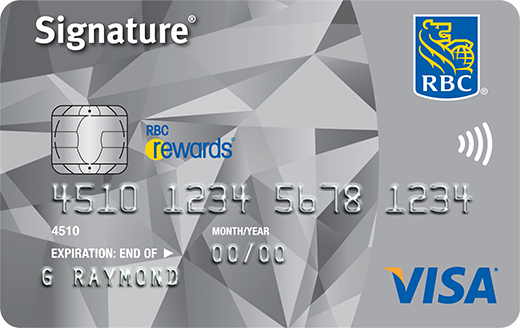 Signature®
RBC
®
RBC
rewards®
4510 1234 5678 1234
4510
MONTH/YEAR
EXPIRATION: END OF ▶
00/00
G RAYMOND
VISA